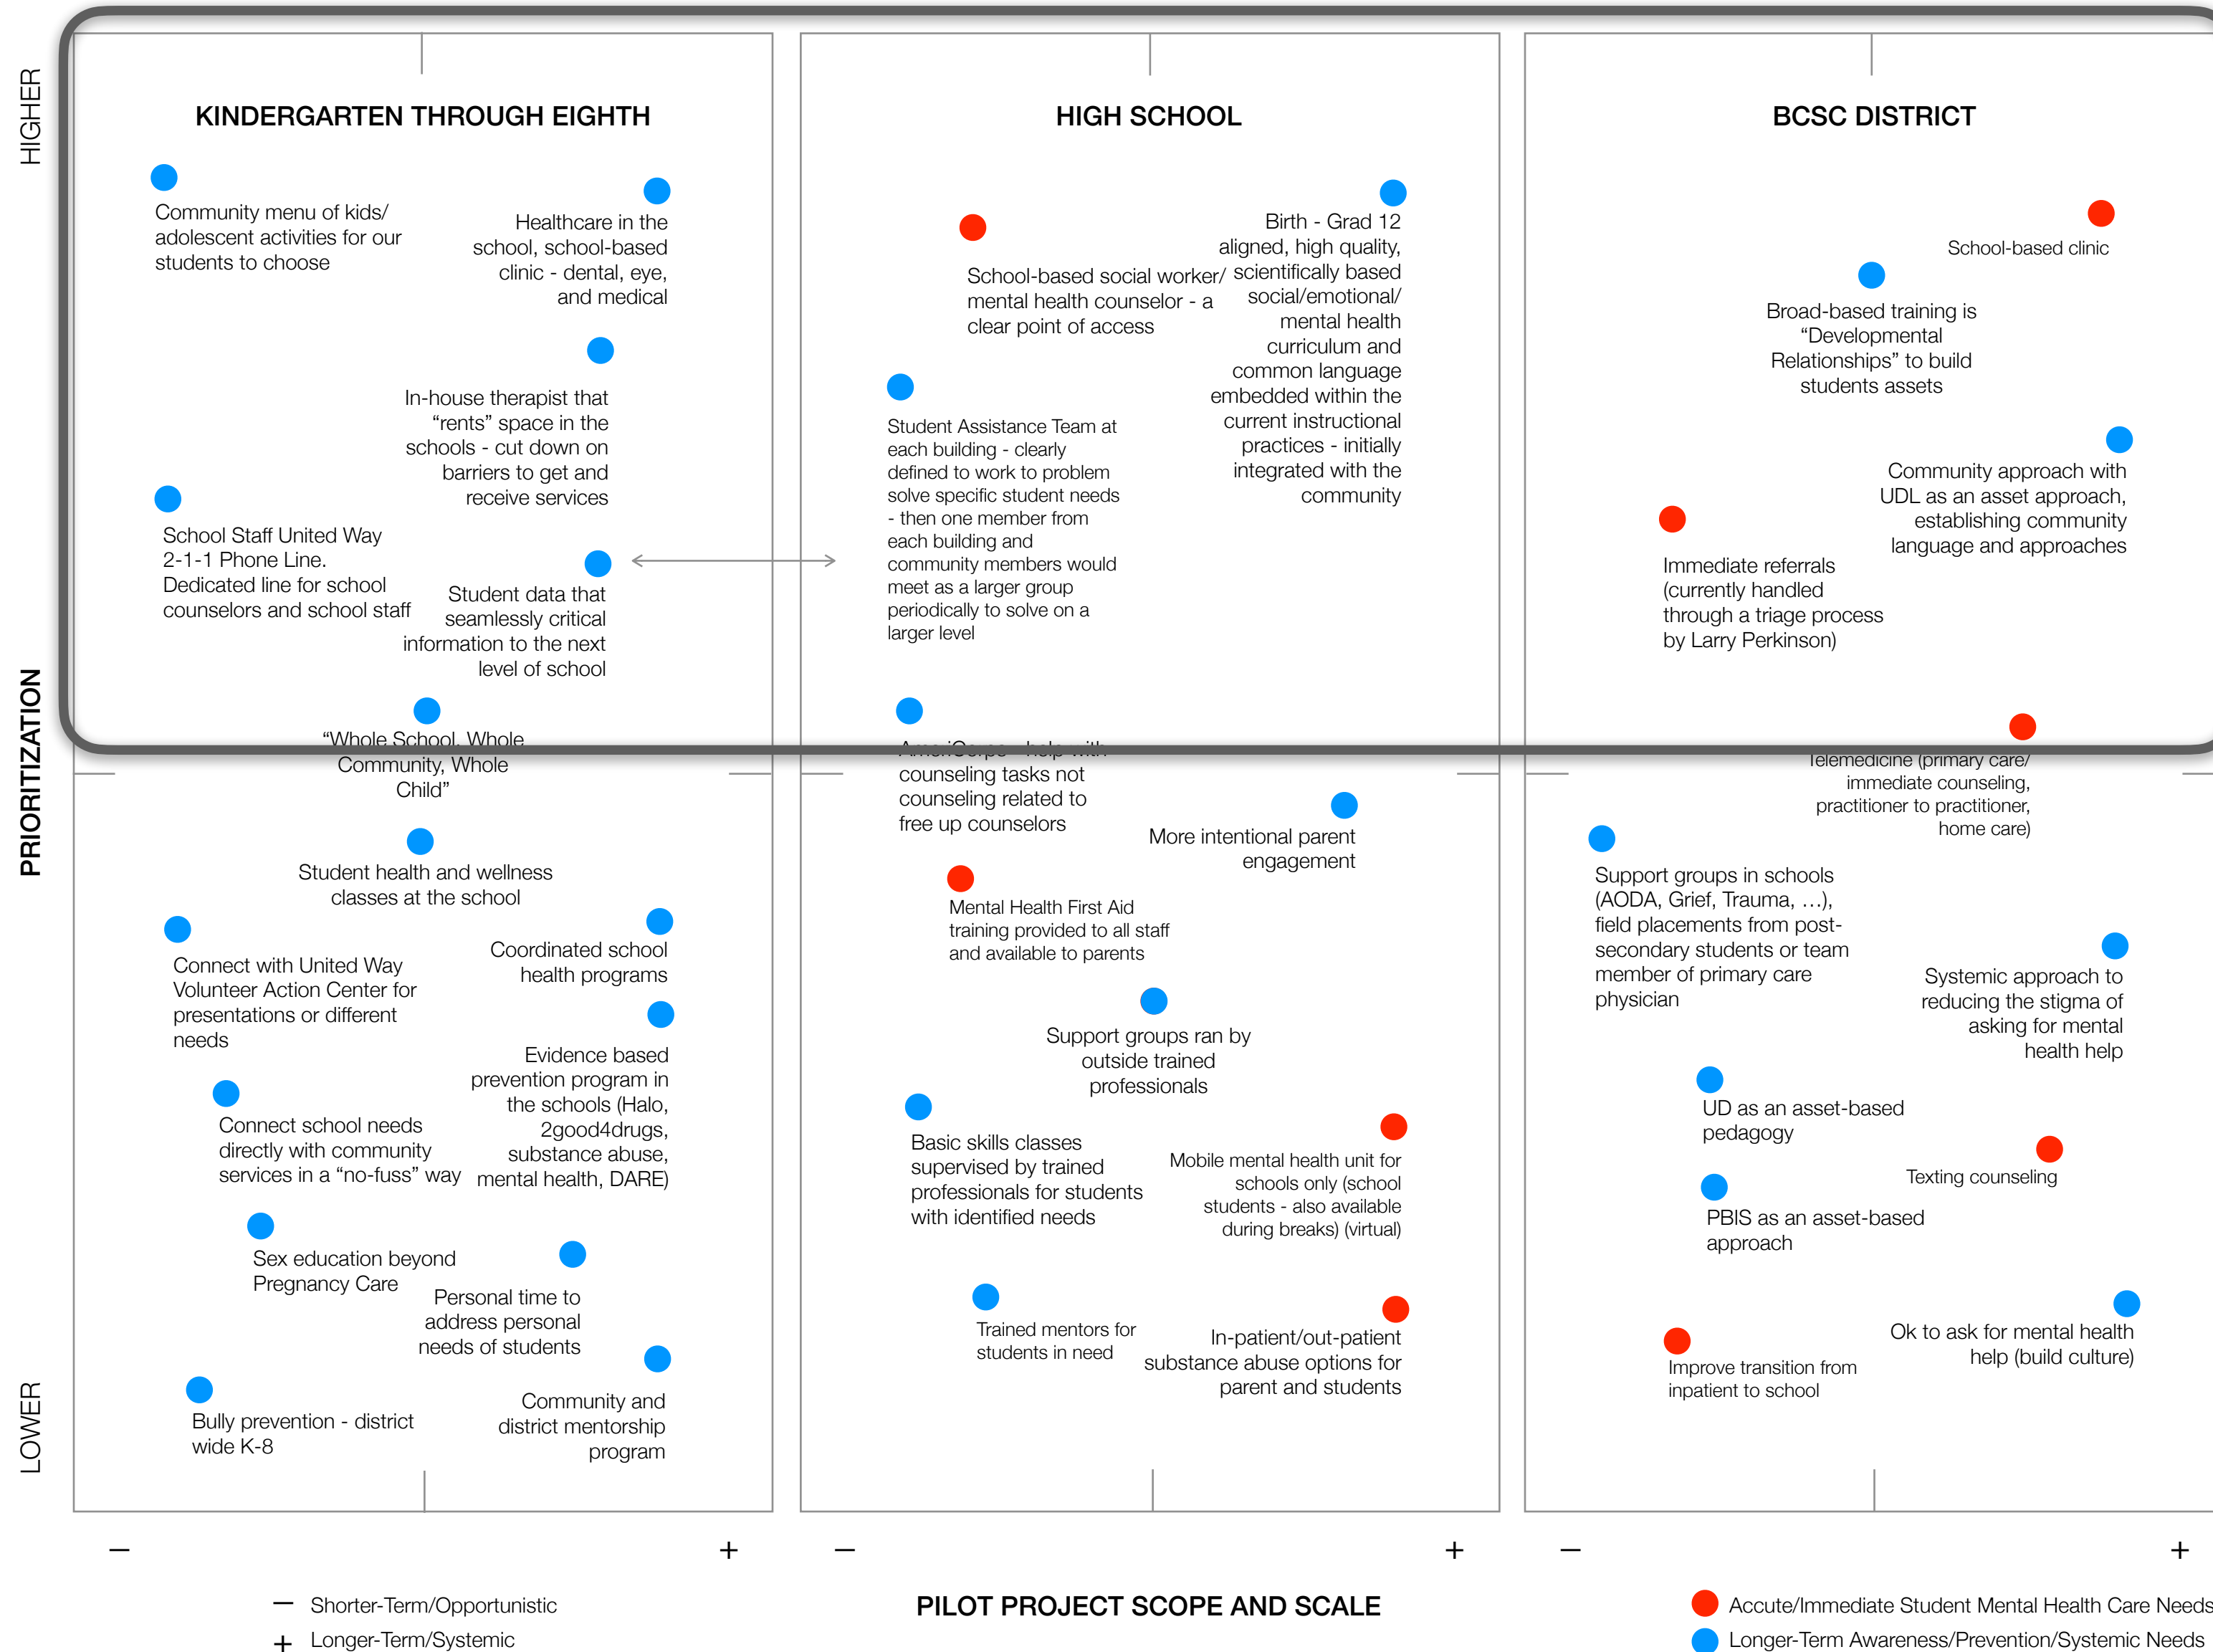 HIGHER
PRIORITIZATION
LOWER
KINDERGARTEN THROUGH EIGHTH
Community menu of kids/
adolescent activities for our
students to choose
Healthcare in the
school, school-based
clinic - dental, eye,
and medical
In-house therapist that
“rents” space in the
schools - cut down on
barriers to get and
receive services
School Staff United Way
2-1-1 Phone Line.
Dedicated line for school
counselors and school staff
Student data that
seamlessly critical
information to the next
level of school
“Whole School, Whole
Community, Whole
Child”
Student health and wellness
classes at the school
Connect with United Way
Volunteer Action Center for
presentations or different
needs
Coordinated school
health programs
Evidence based
prevention program in
the schools (Halo,
2good4drugs,
substance abuse,
mental health, DARE)
Connect school needs
directly with community
services in a “no-fuss” way
Sex education beyond
Pregnancy Care
Personal time to
address personal
needs of students
Bully prevention - district
wide K-8
Community and
district mentorship
program
HIGH SCHOOL
School-based social worker/
mental health counselor - a
clear point of access
Birth - Grad 12
aligned, high quality,
scientifically based
social/emotional/
mental health
curriculum and
common language
embedded within the
current instructional
practices - initially
integrated with the
community
Student Assistance Team at
each building - clearly
defined to work to problem
solve specific student needs
- then one member from
each building and
community members would
meet as a larger group
periodically to solve on a
larger level
AmeriCorps - help with
counseling tasks not
counseling related to
free up counselors
More intentional parent
engagement
Mental Health First Aid
training provided to all staff
and available to parents
Support groups ran by
outside trained
professionals
Basic skills classes
supervised by trained
professionals for students
with identified needs
Mobile mental health unit for
schools only (school
students - also available
during breaks) (virtual)
Trained mentors for
students in need
In-patient/out-patient
substance abuse options for
parent and students
BCSC DISTRICT
School-based clinic
Broad-based training is
“Developmental
Relationships” to build
students assets
Community approach with
UDL as an asset approach,
establishing community
language and approaches
Immediate referrals
(currently handled
through a triage process
by Larry Perkinson)
Telemedicine (primary care/
immediate counseling,
practitioner to practitioner,
home care)
Support groups in schools
(AODA, Grief, Trauma, …),
field placements from post-
secondary students or team
member of primary care
physician
Systemic approach to
reducing the stigma of
asking for mental
health help
UD as an asset-based
pedagogy
Texting counseling
PBIS as an asset-based
approach
Ok to ask for mental health
help (build culture)
Improve transition from
inpatient to school
– + – + – +
– Shorter-Term/Opportunistic
+ Longer-Term/Systemic
PILOT PROJECT SCOPE AND SCALE
Accute/Immediate Student Mental Health Care Needs
Longer-Term Awareness/Prevention/Systemic Needs